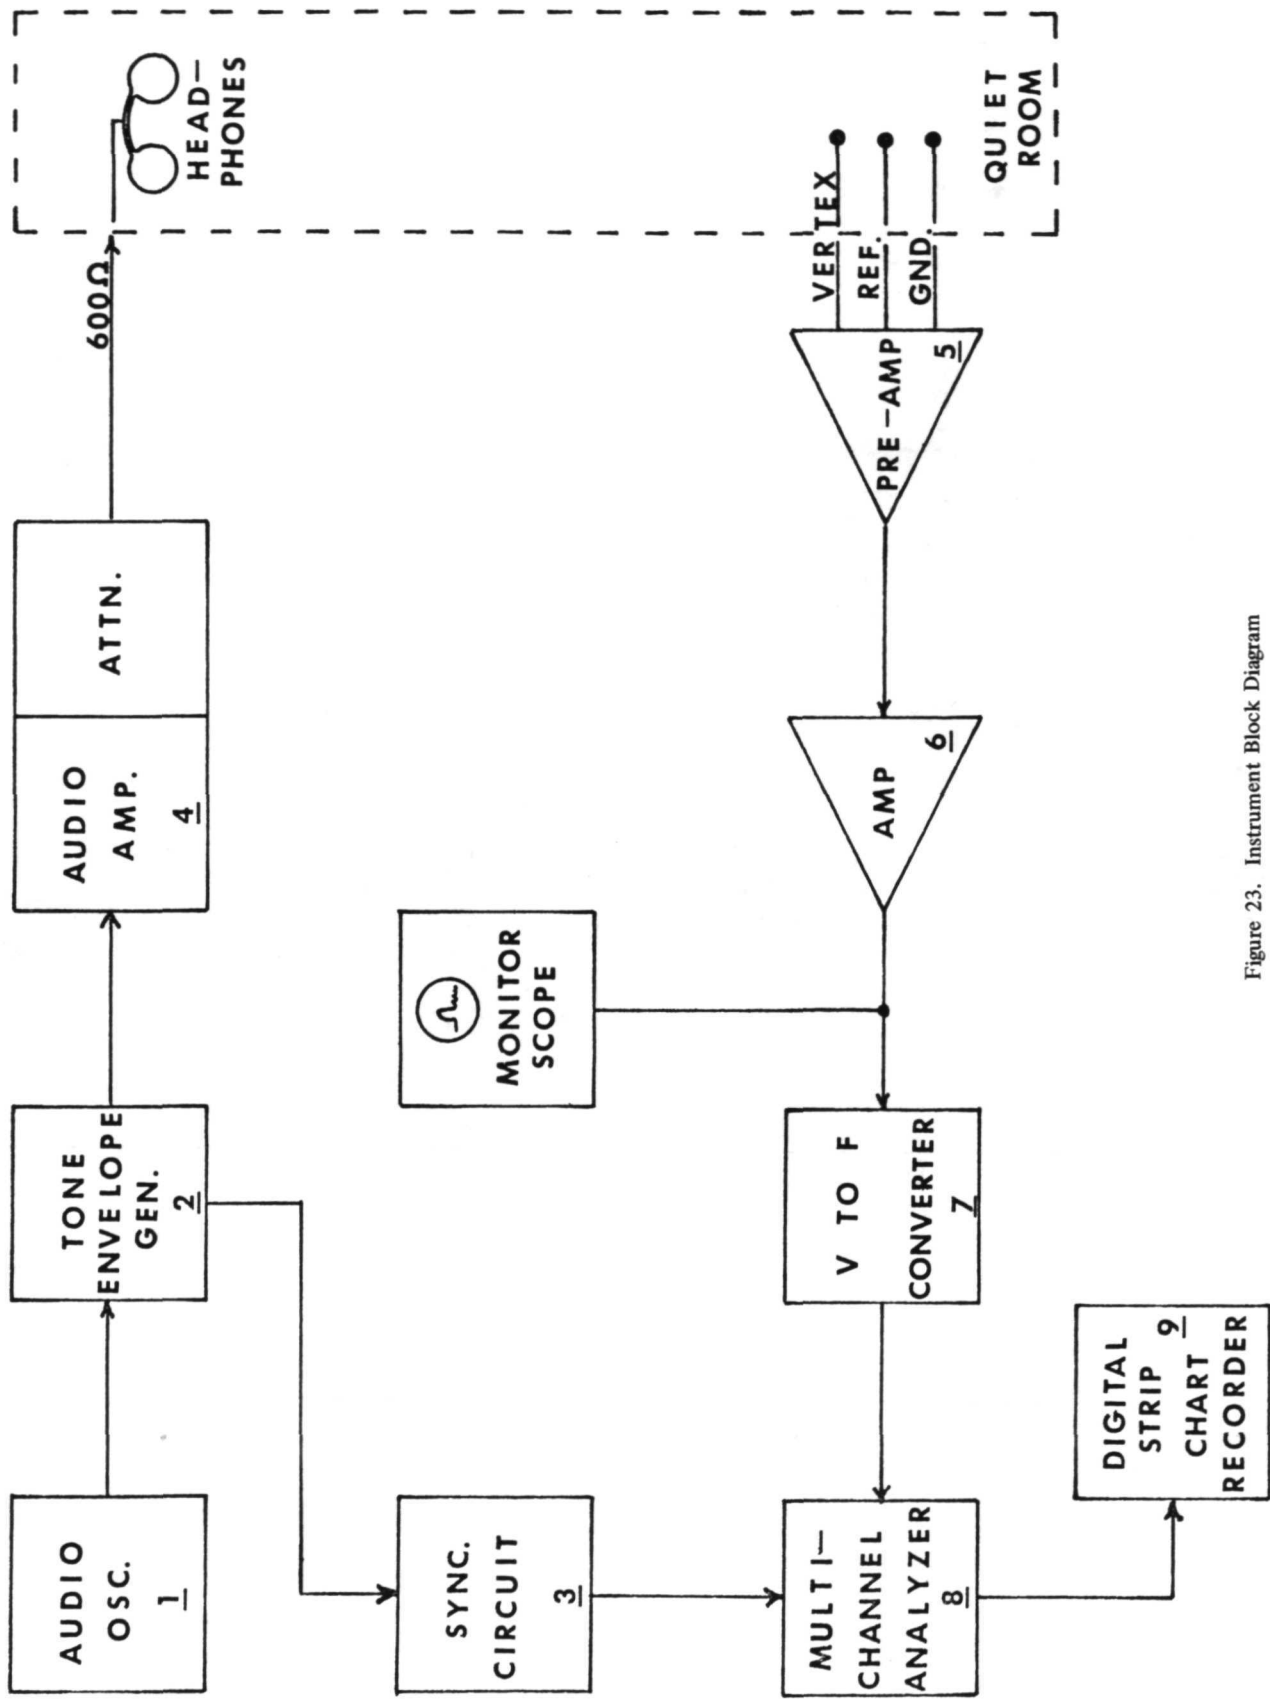 AUDIO
OSC.
1
TONE
ENVELOPE
GEN.
2
AUDIO
AMP.
4
ATTN.
600Ω
HEAD—
PHONES
SYNC.
CIRCUIT
3
MONITOR
SCOPE
MULTI—
CHANNEL
ANALYZER
8
V TO F
CONVERTER
7
AMP
6
PRE—AMP
5
VERTEX
REF.
GND.
QUIET
ROOM
DIGITAL
STRIP
9
CHART
RECORDER
Figure 23. Instrument Block Diagram